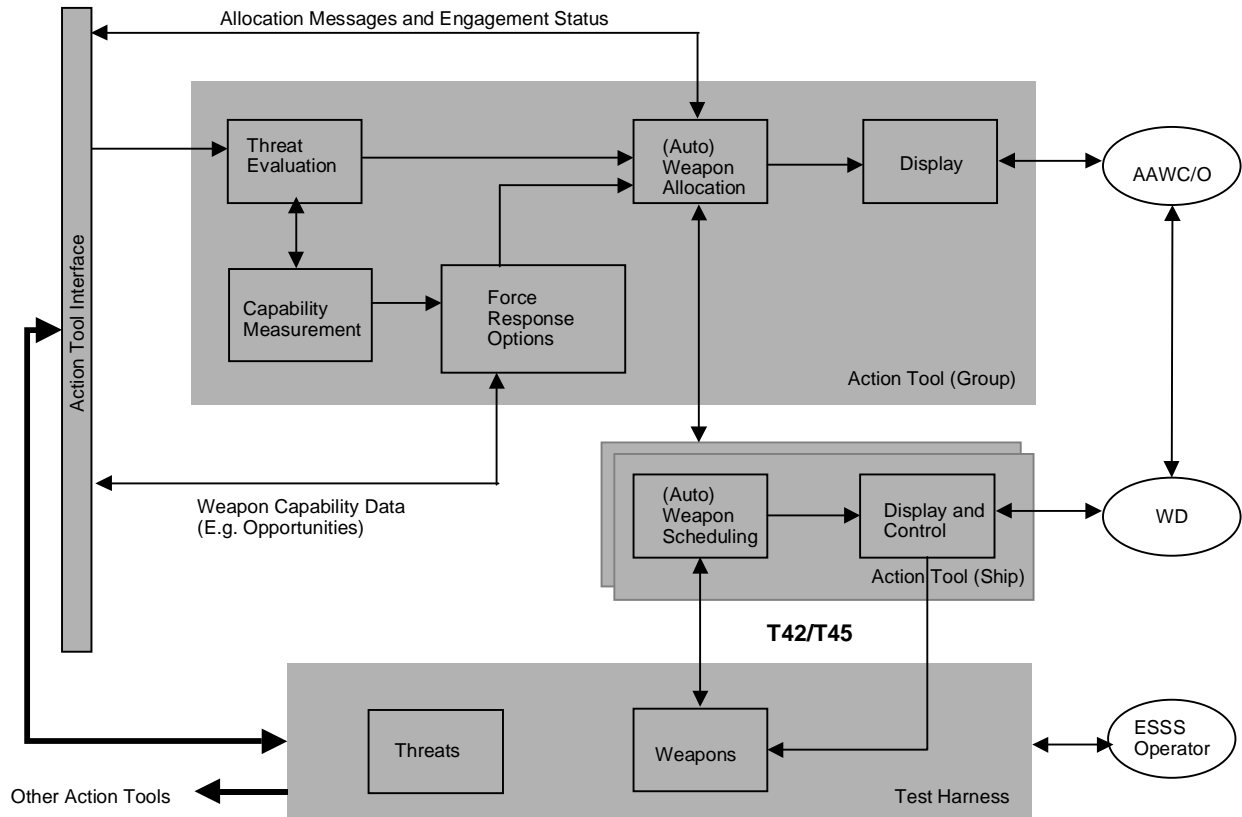 Allocation Messages and Engagement Status
Action Tool Interface
Threat
Evaluation
(Auto)
Weapon
Allocation
Display
AAWC/O
Capability
Measurement
Force
Response
Options
Action Tool (Group)
Weapon Capability Data
(E.g. Opportunities)
(Auto)
Weapon
Scheduling
Display and
Control
WD
Action Tool (Ship)
T42/T45
Threats
Weapons
ESSS
Operator
Other Action Tools
Test Harness